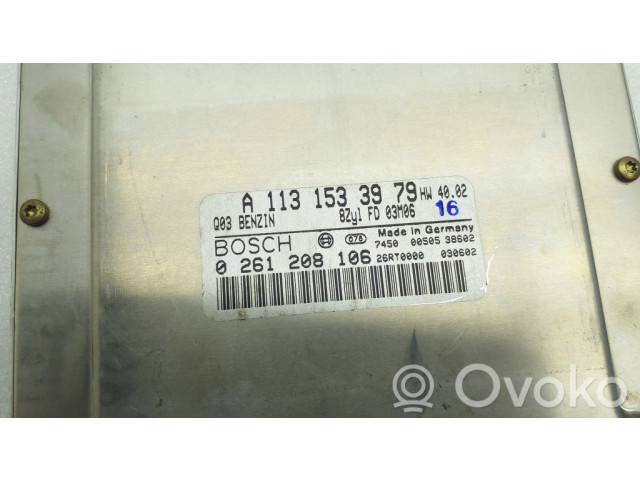 A 113 153 39 79 HW 40.02
Q03 BENZIN 8Zyl FD 03M06 16
BOSCH 078 Made in Germany
7450 00505 38602
0 261 208 106 26RT0000 030602
Ovoko